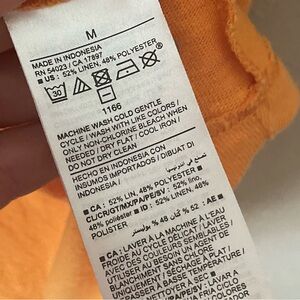 M
MADE IN INDONESIA
RN 54023 / CA 17897
US : 52% LINEN, 48% POLYESTER
30
1166
MACHINE WASH COLD GENTLE
CYCLE / WASH WITH LIKE COLORS /
ONLY NON-CHLORINE BLEACH WHEN
NEEDED / DRY FLAT / COOL IRON /
DO NOT DRY CLEAN
HECHO EN INDONESIA CON
INSUMOS IMPORTADOS / DIBUAT DI
INDONESIA /
CA : 52% LIN, 48%
CL/CR/GT/MX/PA/PE/SV : 52% lino,
48% poliéster ID : 52% LINEN, 48%
POLISTER
CA : LAVER À LA MACHINE À L'EAU
FROIDE AU CYCLE DÉLICAT / LAVER
AVEC DES COULEURS SIMILAIRES /
AU BESOIN UN AGENT DE
BLANCHIMENT SANS CHLORE